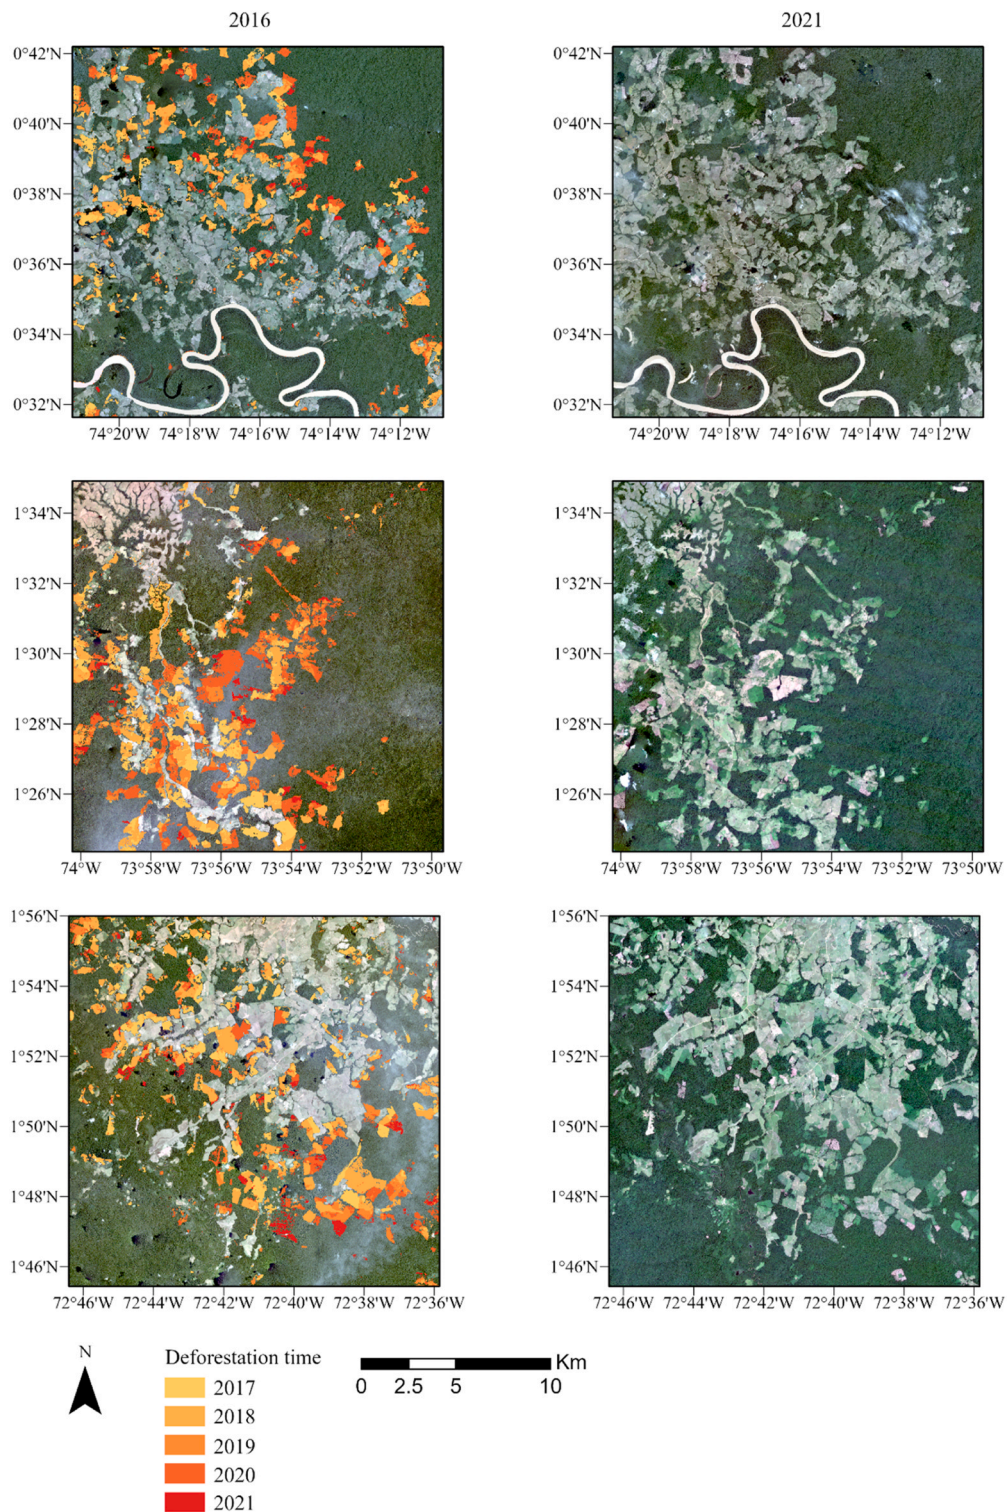 2016 2021
0°42'N 0°42'N
0°40'N 0°40'N
0°38'N 0°38'N
0°36'N 0°36'N
0°34'N 0°34'N
0°32'N 0°32'N
74°20'W 74°18'W 74°16'W 74°14'W 74°12'W 74°20'W 74°18'W 74°16'W 74°14'W 74°12'W
1°34'N 1°34'N
1°32'N 1°32'N
1°30'N 1°30'N
1°28'N 1°28'N
1°26'N 1°26'N
74°W 73°58'W 73°56'W 73°54'W 73°52'W 73°50'W 74°W 73°58'W 73°56'W 73°54'W 73°52'W 73°50'W
1°56'N 1°56'N
1°54'N 1°54'N
1°52'N 1°52'N
1°50'N 1°50'N
1°48'N 1°48'N
1°46'N 1°46'N
72°46'W 72°44'W 72°42'W 72°40'W 72°38'W 72°36'W 72°46'W 72°44'W 72°42'W 72°40'W 72°38'W 72°36'W
N
Deforestation time
2017
2018
2019
2020
2021
Km
0 2.5 5 10